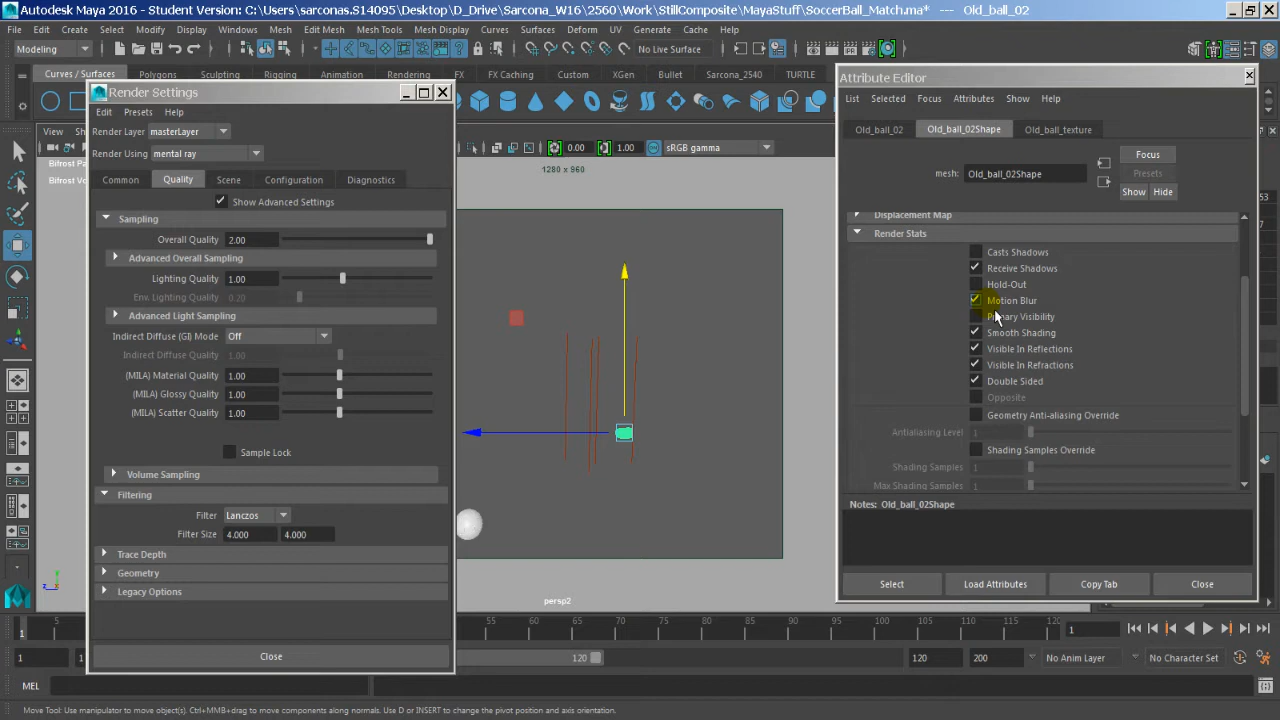 Autodesk Maya 2016 - Student Version: C:\Users\sarconas.S14095\Desktop\D_Drive\Sarcona_W16\2560\Work\StillComposite\MayaStuff\SoccerBall_Match.ma* --- Old_ball_02
File Edit Create Select Modify Display Windows Mesh Edit Mesh Mesh Tools Mesh Display Curves Surfaces Deform UV Generate Cache Help
Modeling No Live Surface
Curves / Surfaces Polygons Sculpting Rigging Animation Rendering FX FX Caching Custom XGen Bullet Sarcona_2540 TURTLE
View
0.00 1.00 sRGB gamma
1280 x 960
persp2
Render Settings
Edit Presets Help
Render Layer masterLayer
Render Using mental ray
Common Quality Scene Configuration Diagnostics
Show Advanced Settings
Sampling
Overall Quality 2.00
Advanced Overall Sampling
Lighting Quality 1.00
Env. Lighting Quality 0.20
Advanced Light Sampling
Indirect Diffuse (GI) Mode Off
Indirect Diffuse (GI) Quality 1.00
(MILA) Material Quality 1.00
(MILA) Glossy Quality 1.00
(MILA) Scatter Quality 1.00
Sample Lock
Volume Sampling
Filtering
Filter Lanczos
Filter Size 4.000 4.000
Trace Depth
Geometry
Legacy Options
Close
Attribute Editor
List Selected Focus Attributes Show Help
Old_ball_02 Old_ball_02Shape Old_ball_texture
mesh: Old_ball_02Shape
Focus
Presets
Show Hide
Displacement Map
Render Stats
Casts Shadows
Receive Shadows
Hold-Out
Motion Blur
Primary Visibility
Smooth Shading
Visible In Reflections
Visible In Refractions
Double Sided
Opposite
Geometry Anti-aliasing Override
Antialiasing Level 1
Shading Samples Override
Shading Samples 1
Max Shading Samples 1
Notes: Old_ball_02Shape
Select Load Attributes Copy Tab Close
5 55 60 65 70 75 80 85 90 95 100 105 110 115 120
1 1
1 120 120 200 No Anim Layer No Character Set
MEL
Move Tool: Use manipulator to move object(s). Ctrl+MMB+drag to move components along normals. Use D or INSERT to change the pivot position and axis orientation.